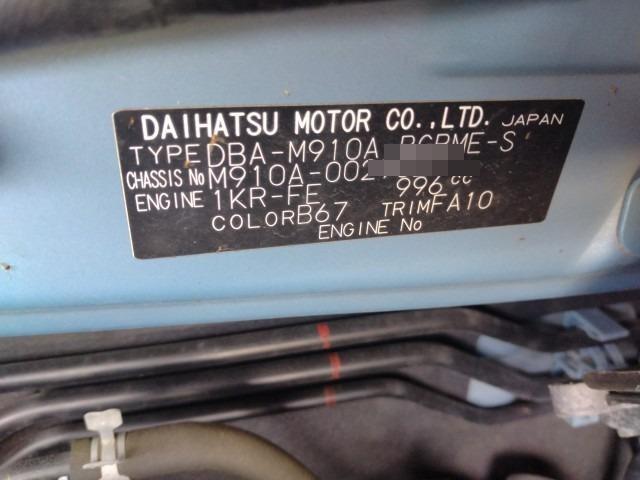 DAIHATSU MOTOR CO.,LTD. JAPAN
TYPE DBA-M910A
CHASSIS No M910A-002
ENGINE 1KR-FE 996 cc
COLOR B67 TRIM FA10
ENGINE No